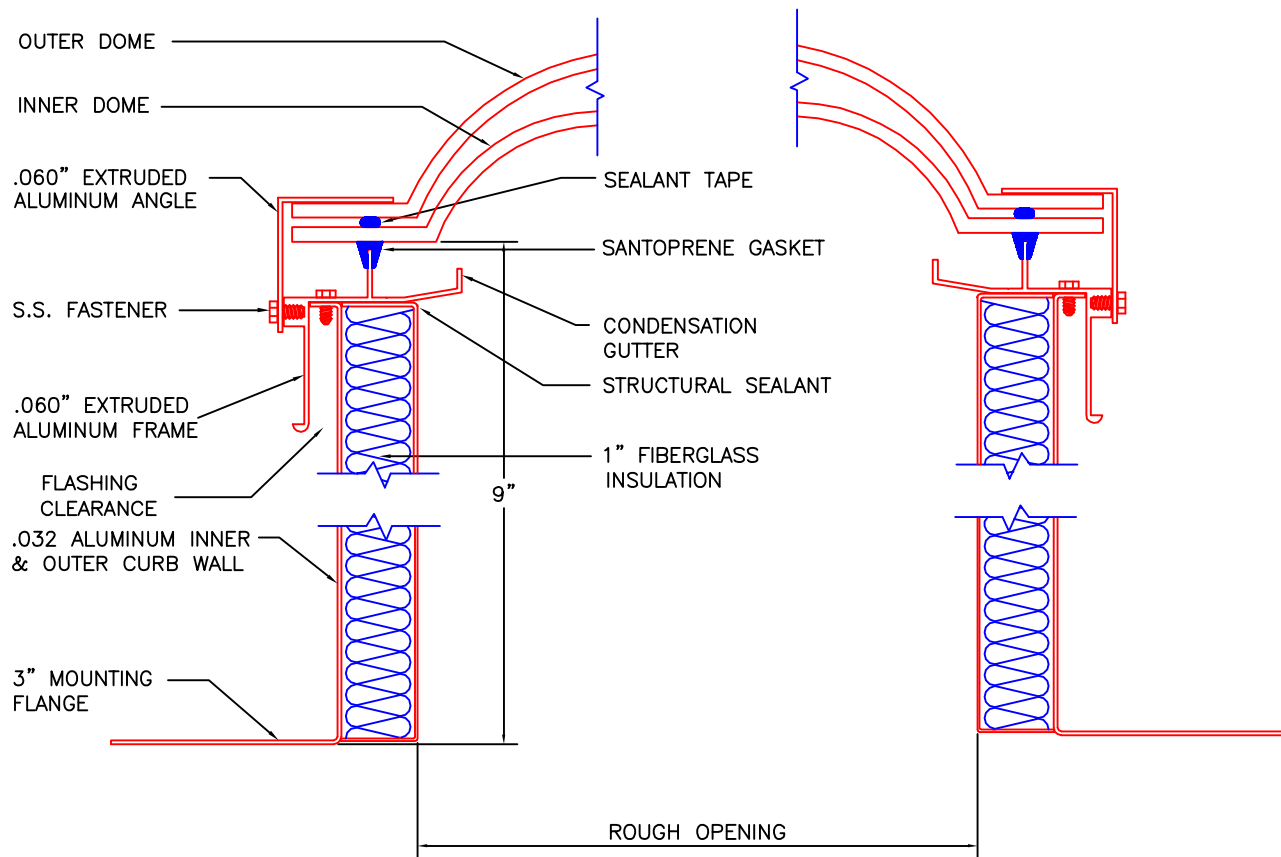 OUTER DOME
INNER DOME
.060” EXTRUDED
ALUMINUM ANGLE
S.S. FASTENER
.060” EXTRUDED
ALUMINUM FRAME
FLASHING
CLEARANCE
.032 ALUMINUM INNER
& OUTER CURB WALL
3” MOUNTING
FLANGE
SEALANT TAPE
SANTOPRENE GASKET
CONDENSATION
GUTTER
STRUCTURAL SEALANT
1” FIBERGLASS
INSULATION
9”
ROUGH OPENING